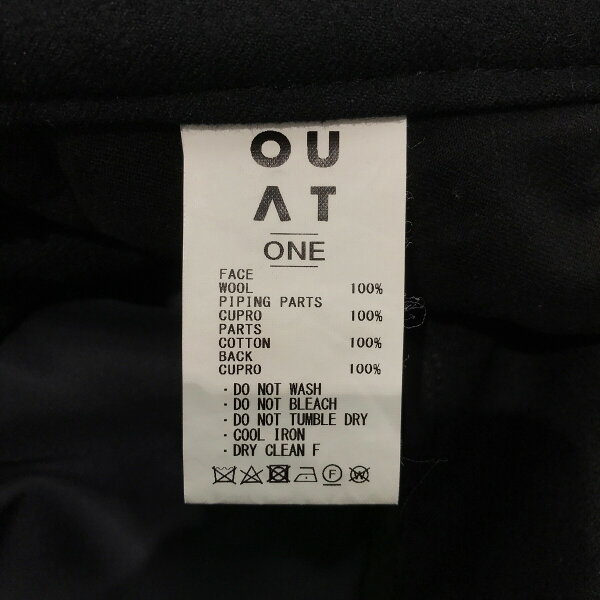 OU
AT
ONE
FACE
WOOL 100%
PIPING PARTS
CUPRO 100%
PARTS
COTTON 100%
BACK
CUPRO 100%
・DO NOT WASH
・DO NOT BLEACH
・DO NOT TUMBLE DRY
・COOL IRON
・DRY CLEAN F
F W